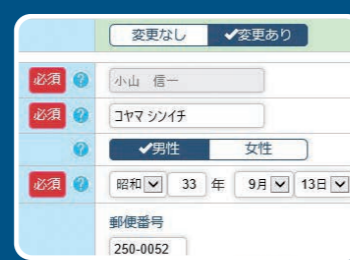 変更なし ✔変更あり
必須 ? 小山 信一
必須 ? コヤマ シンイチ
? ✔男性 女性
必須 ? 昭和 33 年 9月 13日
郵便番号
250-0052